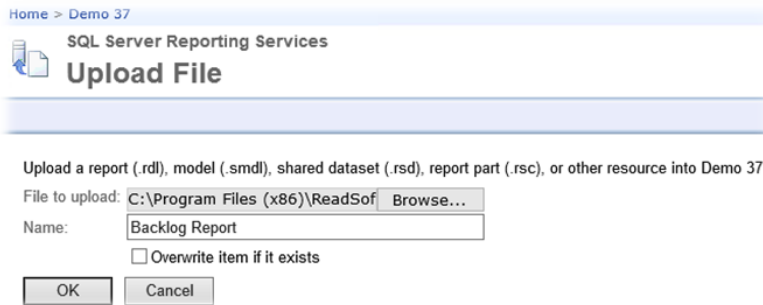 Home > Demo 37
SQL Server Reporting Services
Upload File
Upload a report (.rdl), model (.smdl), shared dataset (.rsd), report part (.rsc), or other resource into Demo 37
File to upload: C:\Program Files (x86)\ReadSof Browse...
Name: Backlog Report
Overwrite item if it exists
OK Cancel